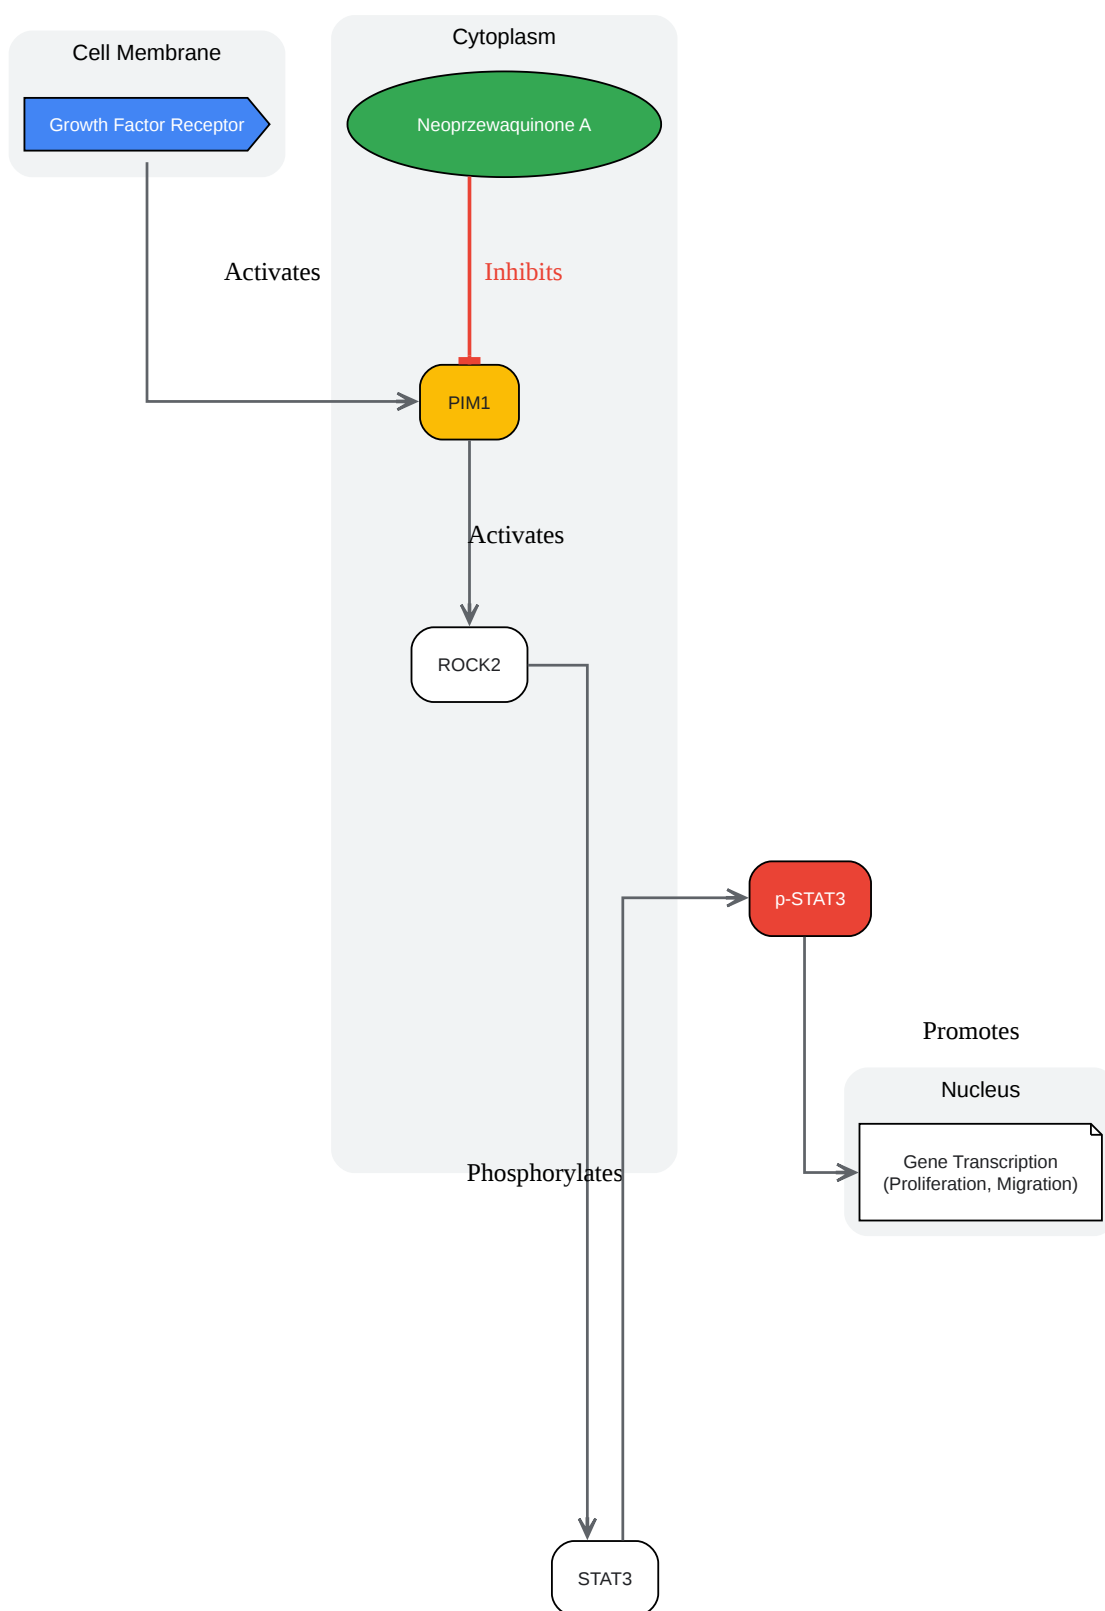 Cell Membrane
Cytoplasm
Growth Factor Receptor
Neoprzewaquinone A
Activates
Inhibits
PIM1
Activates
ROCK2
p-STAT3
Promotes
Nucleus
Gene Transcription
(Proliferation, Migration)
Phosphorylates
STAT3